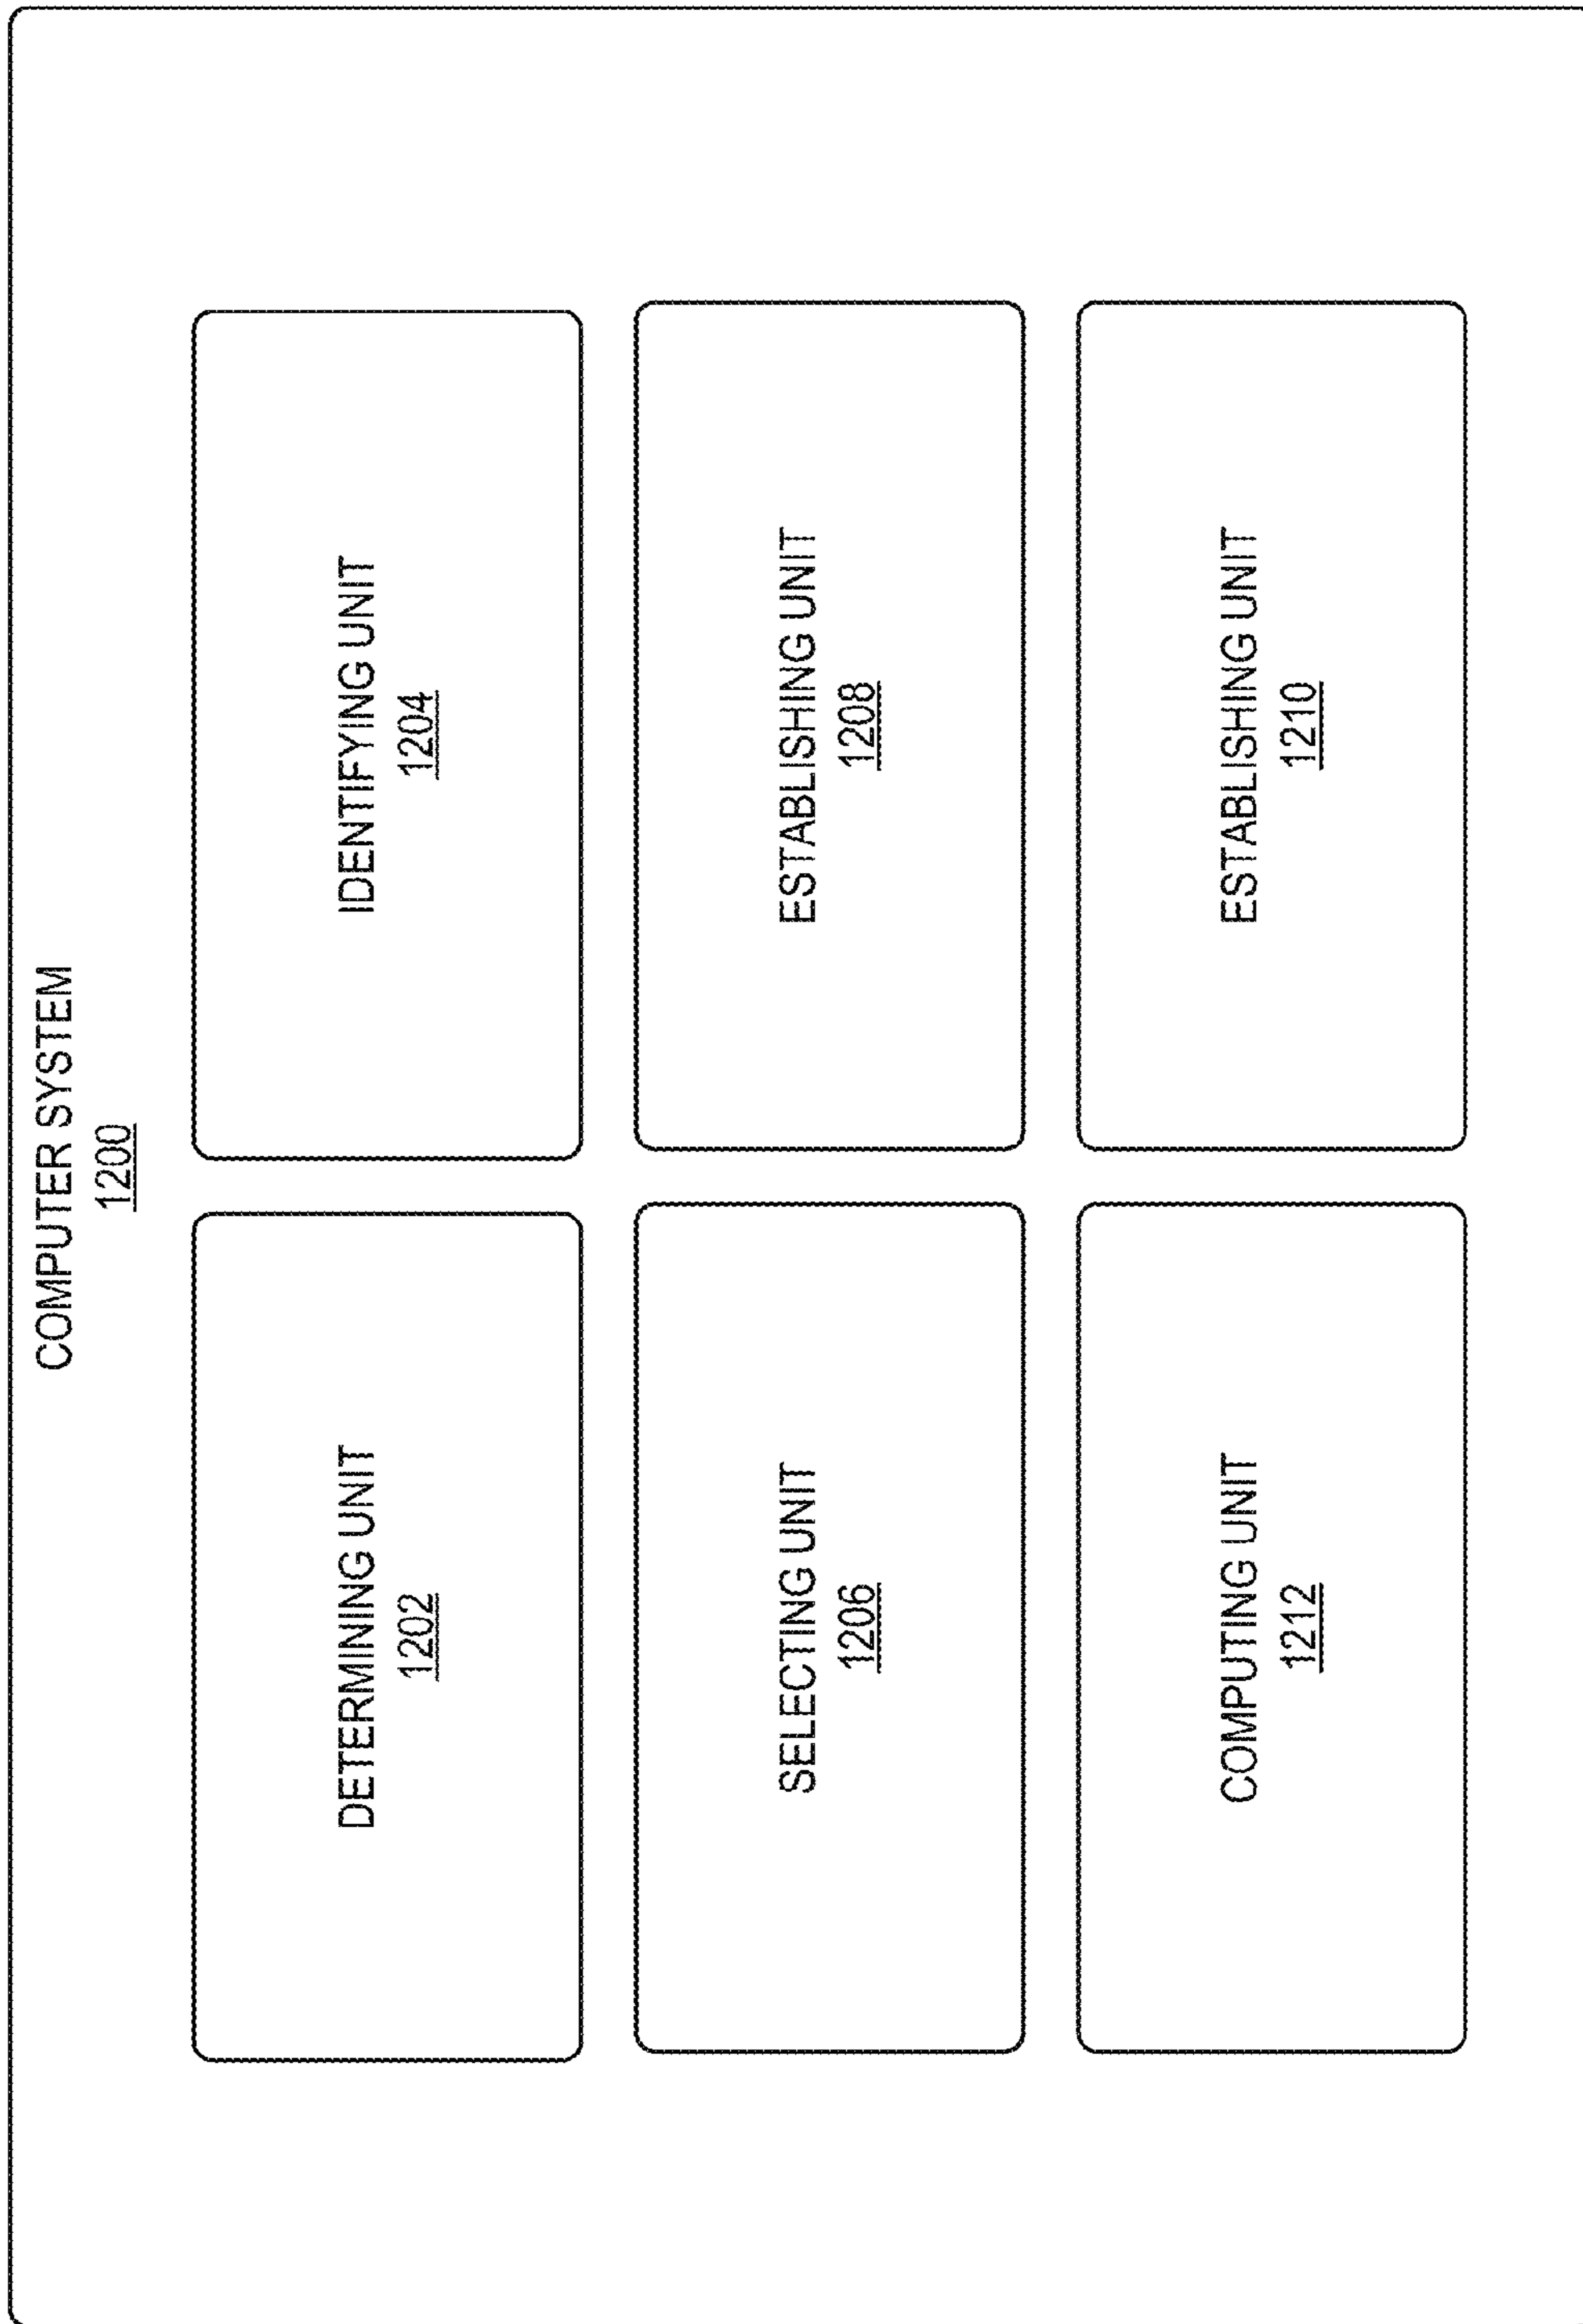 COMPUTER SYSTEM
1200
DETERMINING UNIT
1202
IDENTIFYING UNIT
1204
SELECTING UNIT
1206
ESTABLISHING UNIT
1208
COMPUTING UNIT
1212
ESTABLISHING UNIT
1210